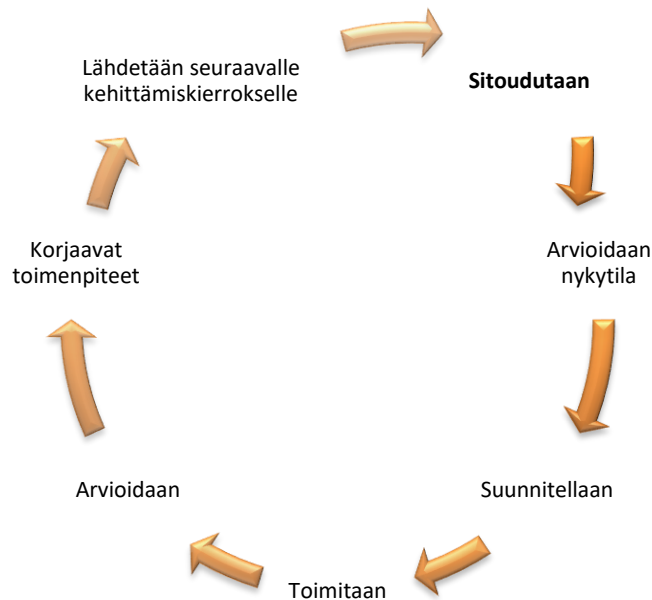 Lähdetään seuraavalle
kehittämiskierrokselle
Sitoudutaan
Arvioidaan
nykytila
Suunnitellaan
Toimitaan
Arvioidaan
Korjaavat
toimenpiteet